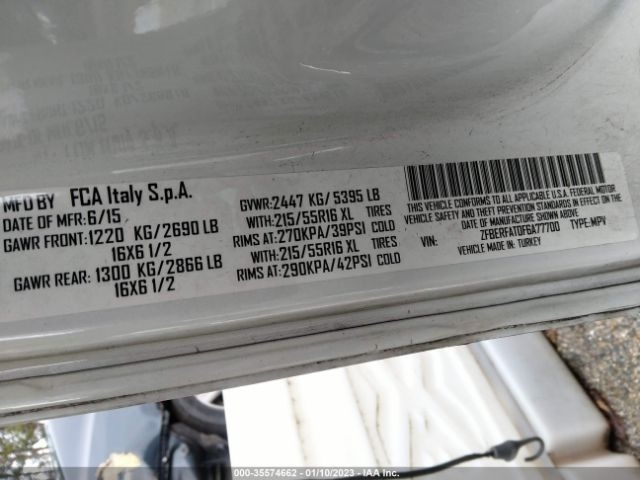 MFD BY FCA Italy S.p.A.
DATE OF MFR: 6/15
GAWR FRONT: 1220 KG/2690 LB
16X6 1/2
GAWR REAR: 1300 KG/2866 LB
16X6 1/2
GVWR: 2447 KG/ 5395 LB
WITH: 215/55R16 XL TIRES
RIMS AT: 270KPA/39PSI COLD
WITH: 215/55R16 XL TIRES
RIMS AT: 290KPA/42PSI COLD
THIS VEHICLE CONFORMS TO ALL APPLICABLE U.S.A. FEDERAL MOTOR
VEHICLE SAFETY, BUMPER, AND THEFT PREVENTION STANDARDS
IN EFFECT ON THE DATE OF MANUFACTURE SHOWN ABOVE.
VIN: ZFBERFAT0F6A77700 TYPE: MPV
MADE IN: TURKEY
000-35574662 - 01/10/2023 - IAA Inc.